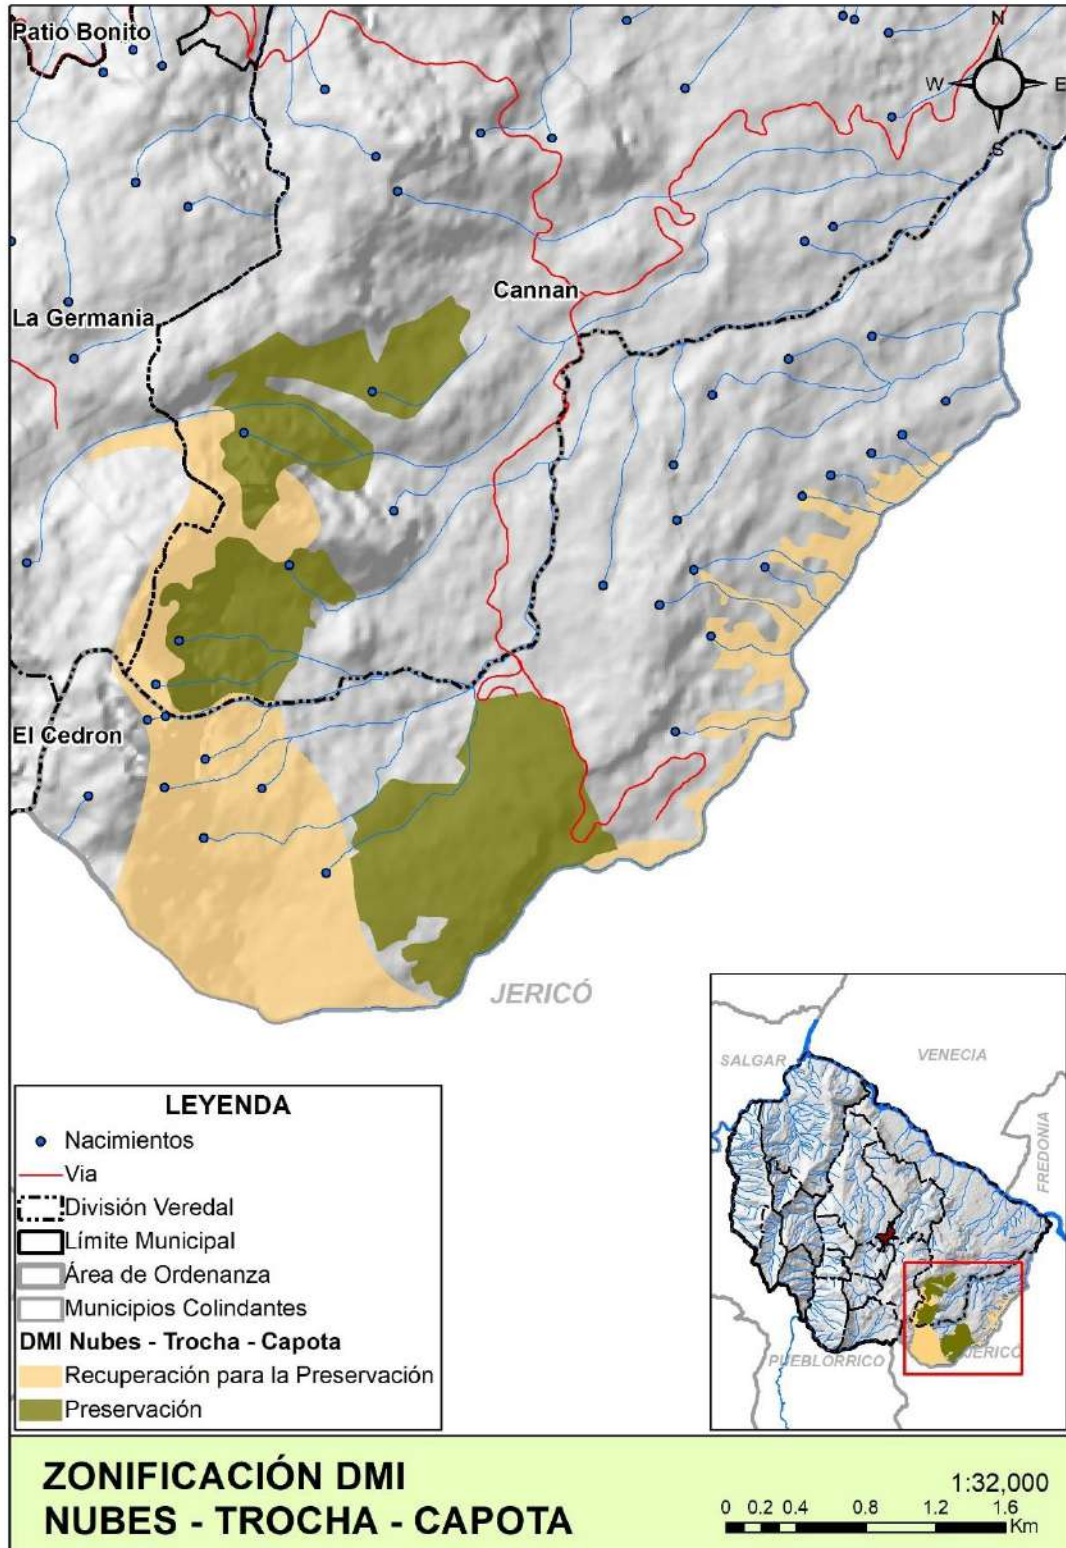 Patio Bonito
N
W
E
S
Cannan
La Germania
El Cedron
JERICÓ
SALGAR
VENECIA
FREDONIA
PUEBLORRICO
JERICÓ
LEYENDA
Nacimientos
Via
División Veredal
Límite Municipal
Área de Ordenanza
Municipios Colindantes
DMI Nubes - Trocha - Capota
Recuperación para la Preservación
Preservación
ZONIFICACIÓN DMI
NUBES - TROCHA - CAPOTA
1:32,000
0 0.2 0.4 0.8 1.2 1.6
Km